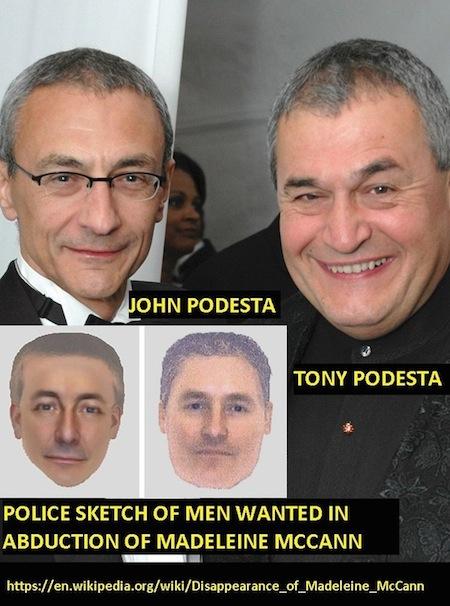 JOHN PODESTA
TONY PODESTA
POLICE SKETCH OF MEN WANTED IN
ABDUCTION OF MADELEINE MCCANN
https://en.wikipedia.org/wiki/Disappearance_of_Madeleine_McCann